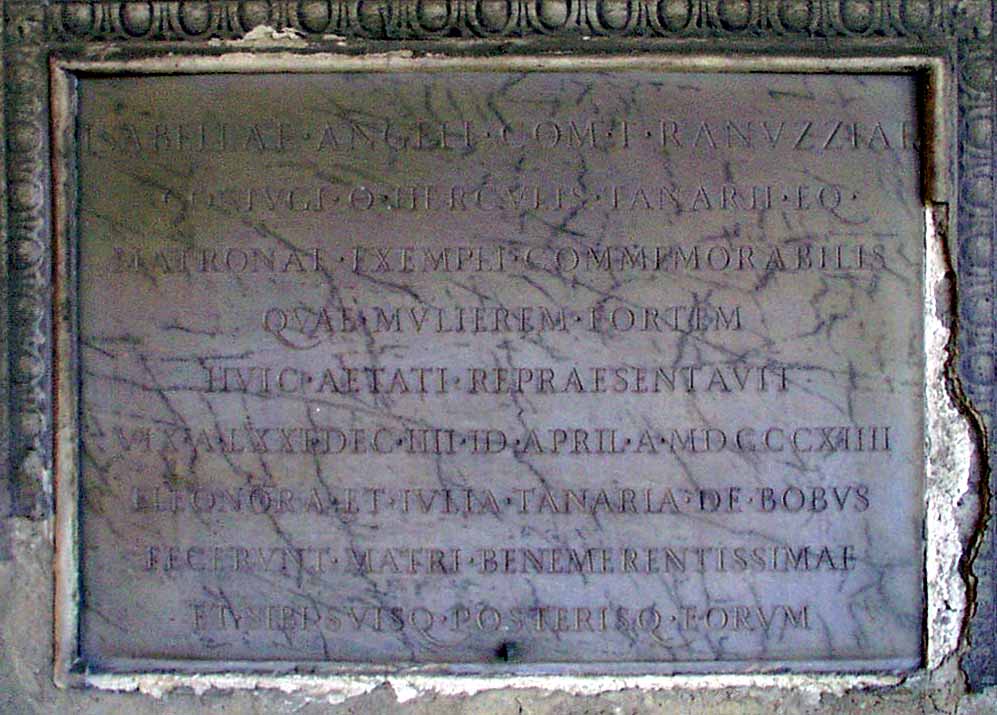 ISABELLAE · ANGELI · COM · F · RANVZZIAE
CONIVGI · Q · HERCVLIS · TANARII · EQ ·
MATRONAE · EXEMPLI · COMMEMORABILIS
QVAE · MVLIEREM · FORTEM
HVIC · AETATI · REPRAESENTAVIT ·
VIX · A · LXXI · DEC · IIII · ID · APRIL · A · MDCCCXIIII
ELEONORA · ET · IVLIA · TANARIA · DE · BOBVS
FECERVNT · MATRI · BENEMERENTISSIMAE
ET · SIBI · SVISQ · POSTERISQ · EORVM